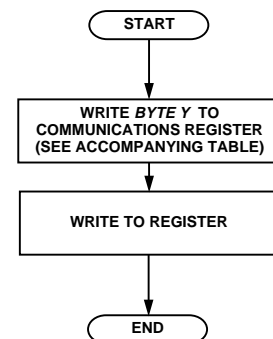 START
WRITE BYTE Y TO
COMMUNICATIONS REGISTER
(SEE ACCOMPANYING TABLE)
WRITE TO REGISTER
END